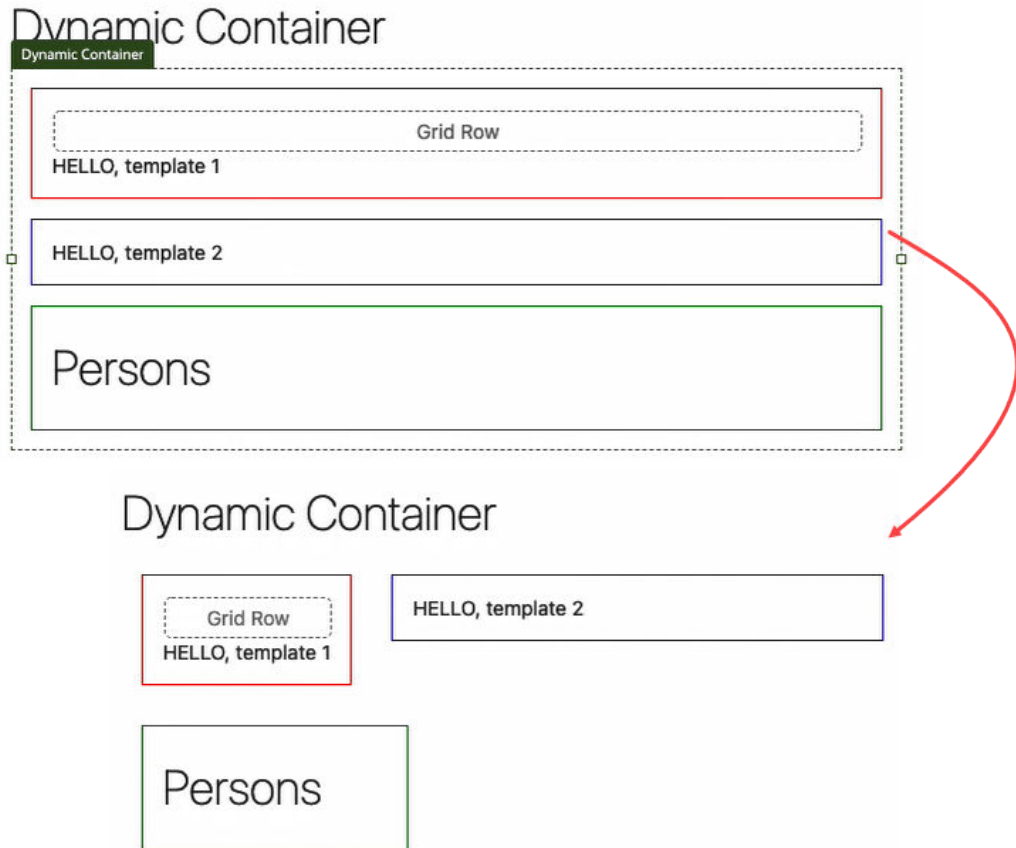 Dynamic Container
Dynamic Container
Grid Row
HELLO, template 1
HELLO, template 2
Persons
Dynamic Container
Grid Row
HELLO, template 1
HELLO, template 2
Persons